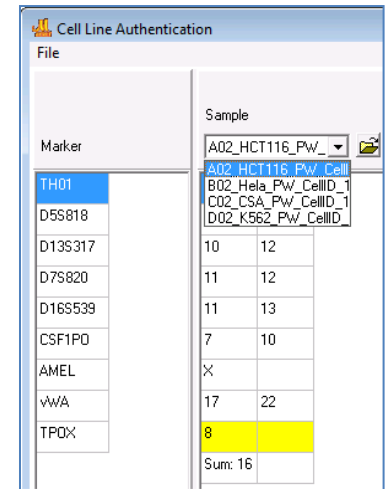 Cell Line Authentication
File
Sample
Marker
A02_HCT116_PW_
A02_HCT116_PW_Cell
B02_Hela_PW_CellID_1
C02_CSA_PW_CellID_1
D02_K562_PW_CellID_
TH01
D5S818
D13S317 10 12
D7S820 11 12
D16S539 11 13
CSF1PO 7 10
AMEL X
vWA 17 22
TPOX 8
Sum: 16